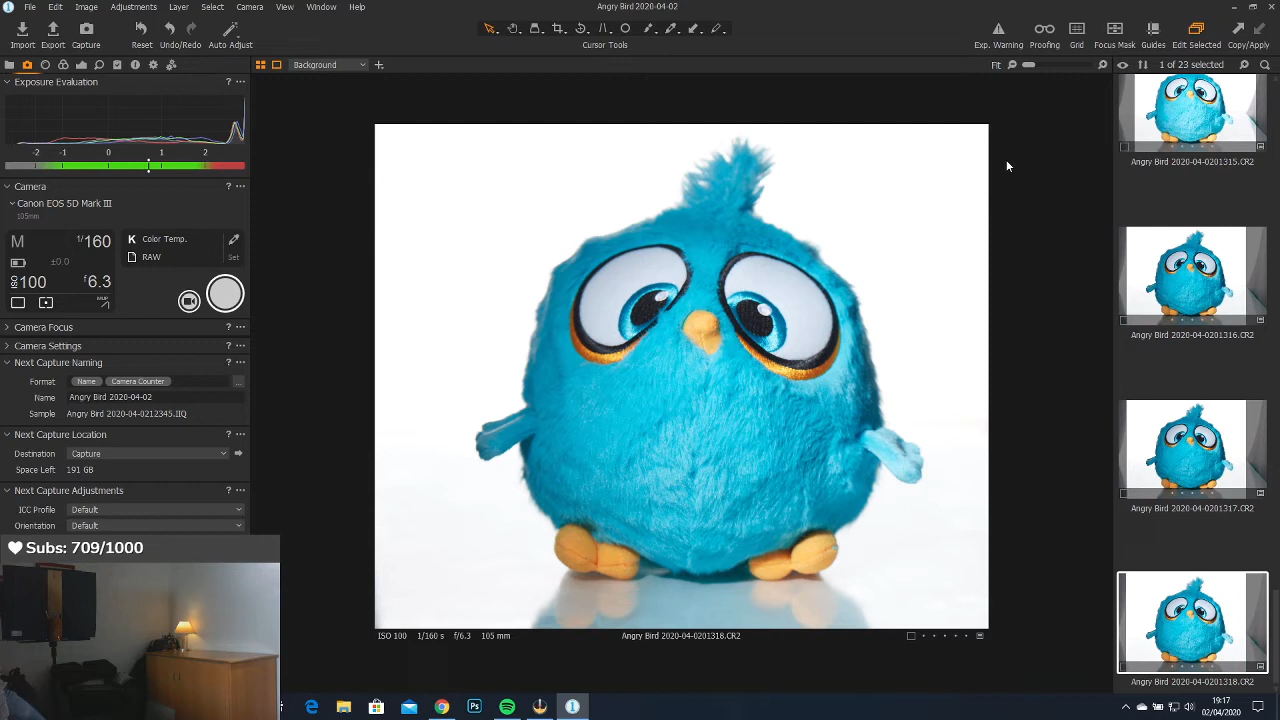 Angry Bird 2020-04-02
File Edit Image Adjustments Layer Select Camera View Window Help
Import Export Capture Reset Undo/Redo Auto Adjust Cursor Tools Exp. Warning Proofing Grid Focus Mask Guides Edit Selected Copy/Apply
Background Fit 1 of 23 selected
Exposure Evaluation
-2 -1 0 1 2
Camera
Canon EOS 5D Mark III
105mm
M 1/160
±0.0
ISO 100 f 6.3
MUP
K Color Temp.
RAW
Set
Camera Focus
Camera Settings
Next Capture Naming
Format Name Camera Counter ...
Name Angry Bird 2020-04-02
Sample Angry Bird 2020-04-0212345.IIQ
Next Capture Location
Destination Capture
Space Left 191 GB
Next Capture Adjustments
ICC Profile Default
Orientation Default
Subs: 709/1000
ISO 100 1/160 s f/6.3 105 mm Angry Bird 2020-04-0201318.CR2
Angry Bird 2020-04-0201315.CR2
Angry Bird 2020-04-0201316.CR2
Angry Bird 2020-04-0201317.CR2
Angry Bird 2020-04-0201318.CR2
Ps
19:17
02/04/2020